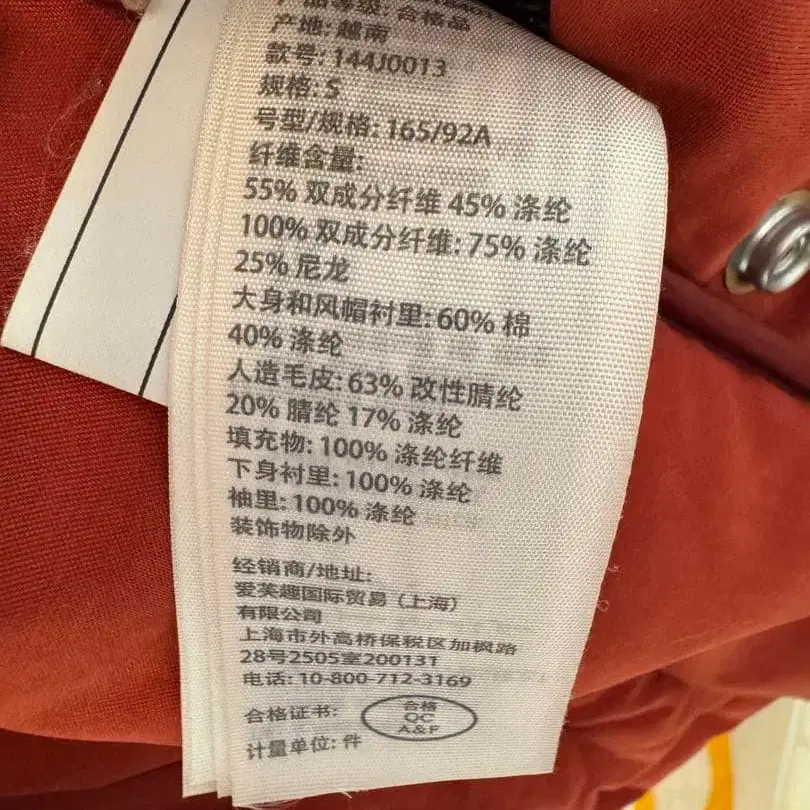 产品等级: 合格品
产地: 越南
款号: 144J0013
规格: S
号型/规格: 165/92A
纤维含量:
55% 双成分纤维 45% 涤纶
100% 双成分纤维: 75% 涤纶
25% 尼龙
大身和风帽衬里: 60% 棉
40% 涤纶
人造毛皮: 63% 改性腈纶
20% 腈纶 17% 涤纶
填充物: 100% 涤纶纤维
下身衬里: 100% 涤纶
袖里: 100% 涤纶
装饰物除外
经销商/地址:
爱芙趣国际贸易（上海）
有限公司
上海市外高桥保税区加枫路
28号2505室200131
电话: 10-800-712-3169
合格证书:
合格
QC
A&F
计量单位: 件